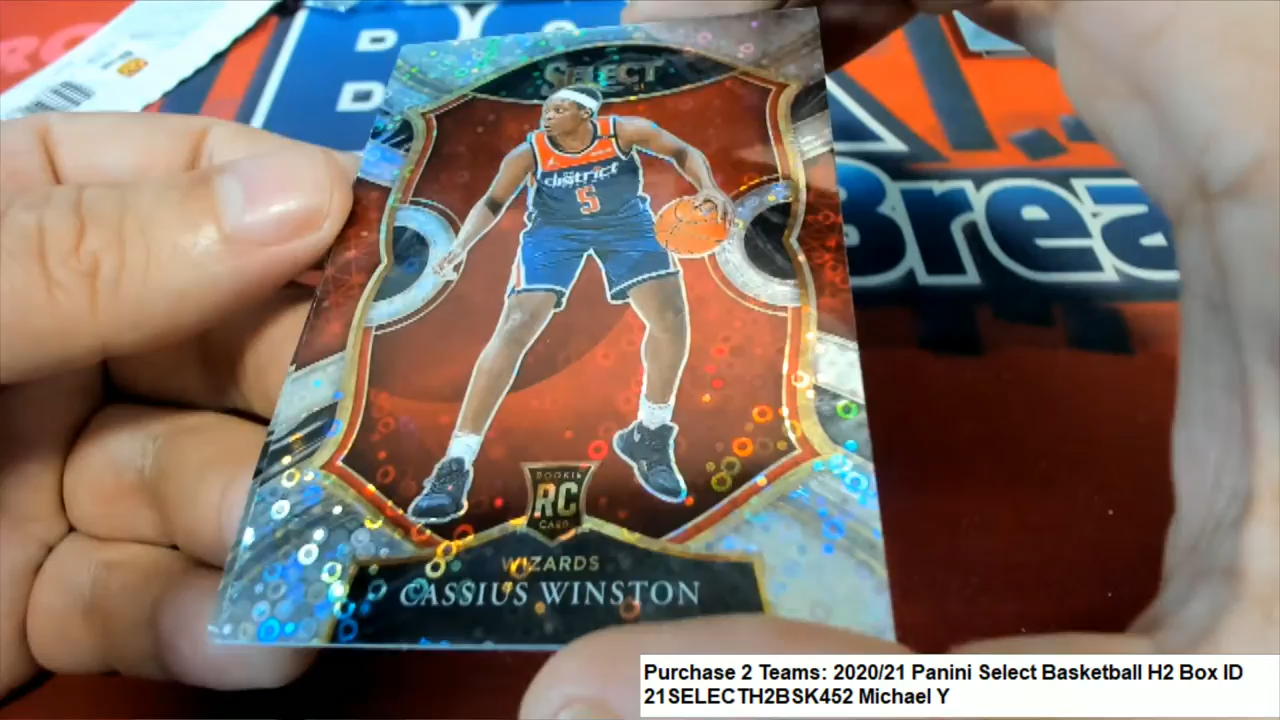 SELECT
district
5
ROOKIE
RC
CARD
WIZARDS
CASSIUS WINSTON
Brea
Purchase 2 Teams: 2020/21 Panini Select Basketball H2 Box ID
21SELECTH2BSK452 Michael Y